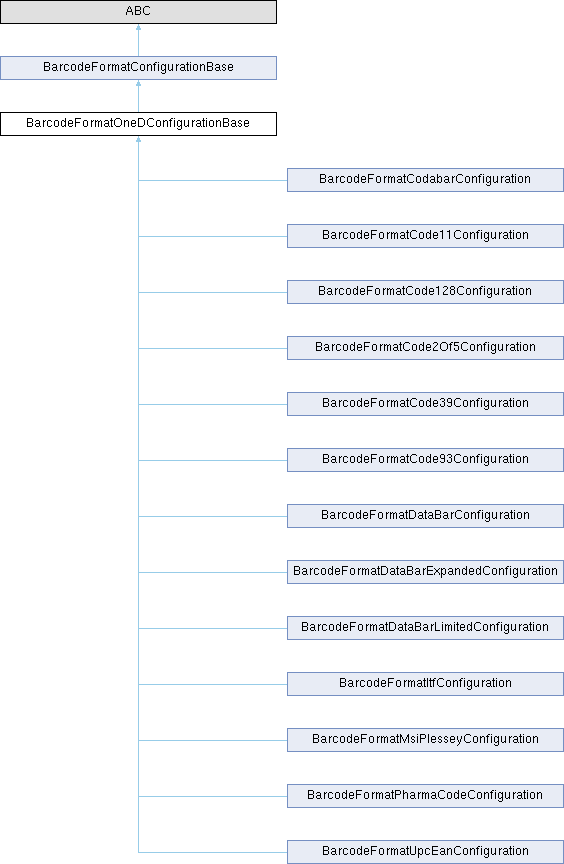 ABC
BarcodeFormatConfigurationBase
BarcodeFormatOneDConfigurationBase
BarcodeFormatCodabarConfiguration
BarcodeFormatCode11Configuration
BarcodeFormatCode128Configuration
BarcodeFormatCode2Of5Configuration
BarcodeFormatCode39Configuration
BarcodeFormatCode93Configuration
BarcodeFormatDataBarConfiguration
BarcodeFormatDataBarExpandedConfiguration
BarcodeFormatDataBarLimitedConfiguration
BarcodeFormatItfConfiguration
BarcodeFormatMsiPlesseyConfiguration
BarcodeFormatPharmaCodeConfiguration
BarcodeFormatUpcEanConfiguration